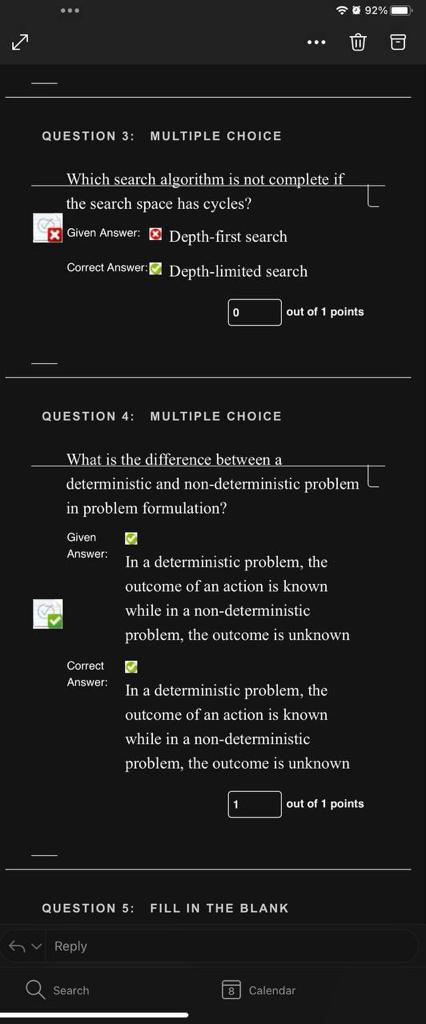 92%
QUESTION 3: MULTIPLE CHOICE
Which search algorithm is not complete if
the search space has cycles?
Given Answer: Depth-first search
Correct Answer: Depth-limited search
0 out of 1 points
QUESTION 4: MULTIPLE CHOICE
What is the difference between a
deterministic and non-deterministic problem
in problem formulation?
Given
Answer:
In a deterministic problem, the
outcome of an action is known
while in a non-deterministic
problem, the outcome is unknown
Correct
Answer:
In a deterministic problem, the
outcome of an action is known
while in a non-deterministic
problem, the outcome is unknown
1 out of 1 points
QUESTION 5: FILL IN THE BLANK
Reply
Search
8 Calendar